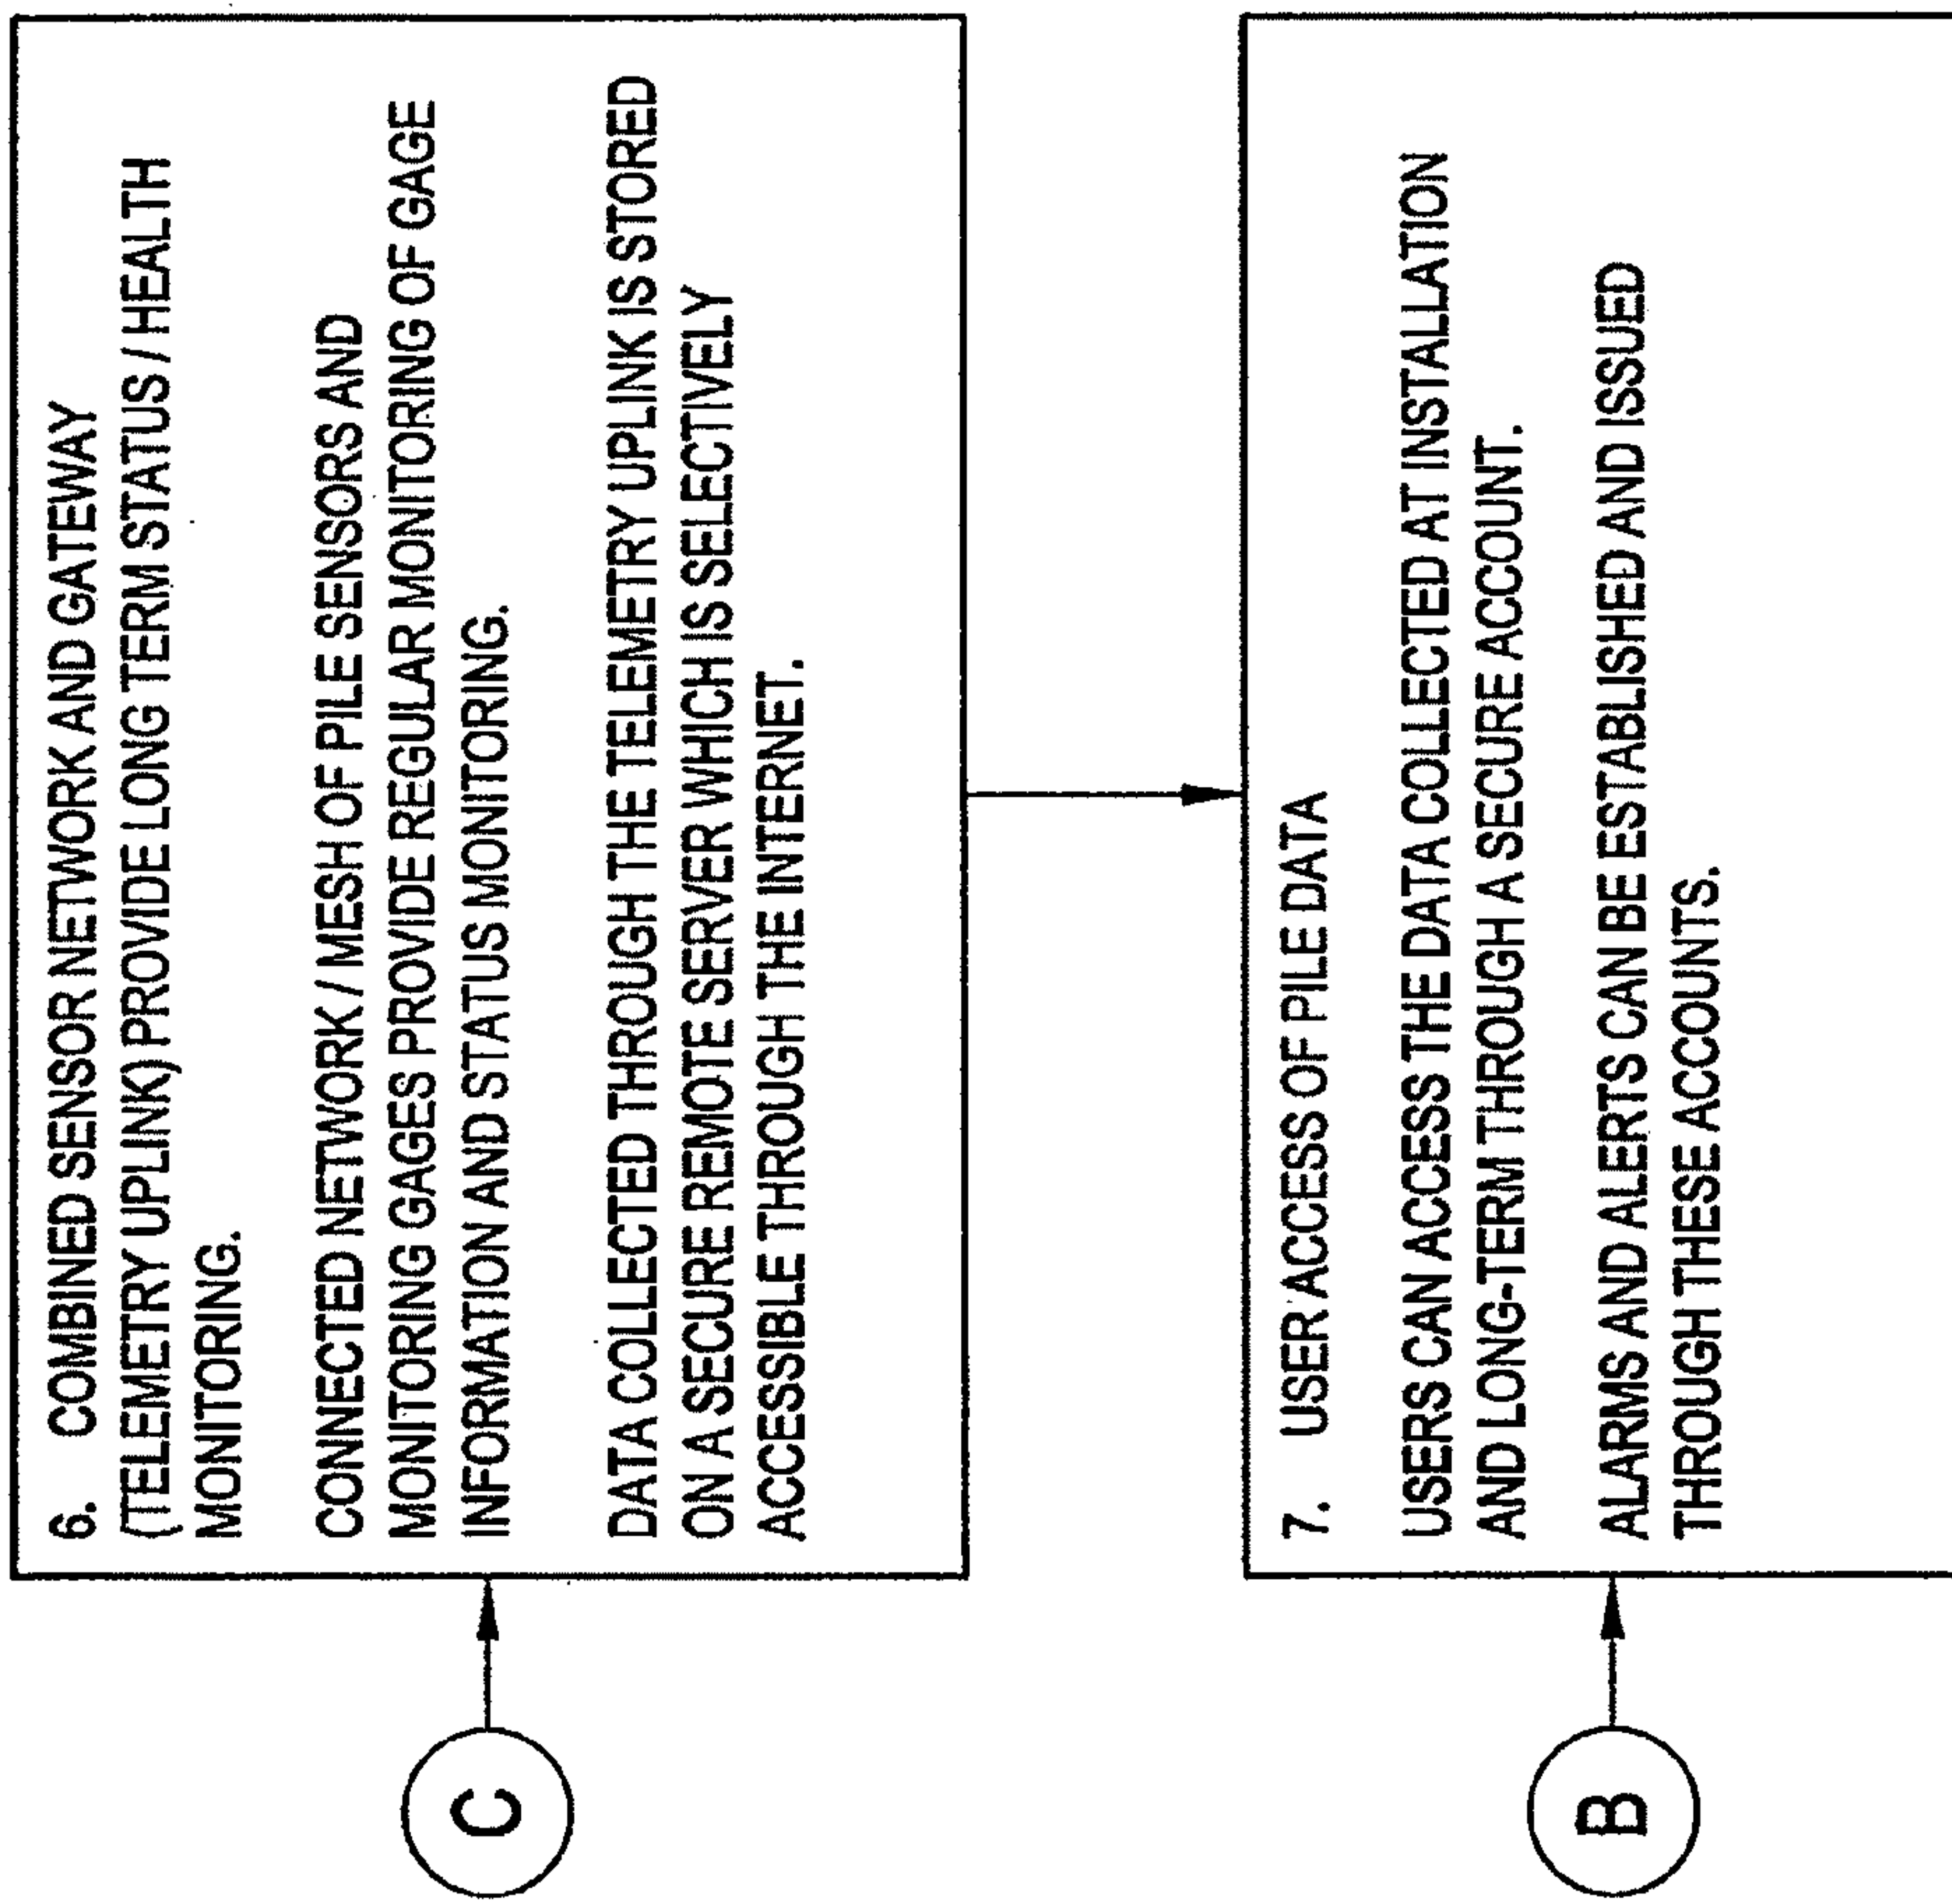 C
6. COMBINED SENSOR NETWORK AND GATEWAY
(TELEMETRY UPLINK) PROVIDE LONG TERM STATUS / HEALTH
MONITORING.
CONNECTED NETWORK / MESH OF PILE SENSORS AND
MONITORING GAGES PROVIDE REGULAR MONITORING OF GAGE
INFORMATION AND STATUS MONITORING.
DATA COLLECTED THROUGH THE TELEMETRY UPLINK IS STORED
ON A SECURE REMOTE SERVER WHICH IS SELECTIVELY
ACCESSIBLE THROUGH THE INTERNET.
B
7. USER ACCESS OF PILE DATA
USERS CAN ACCESS THE DATA COLLECTED AT INSTALLATION
AND LONG-TERM THROUGH A SECURE ACCOUNT.
ALARMS AND ALERTS CAN BE ESTABLISHED AND ISSUED
THROUGH THESE ACCOUNTS.